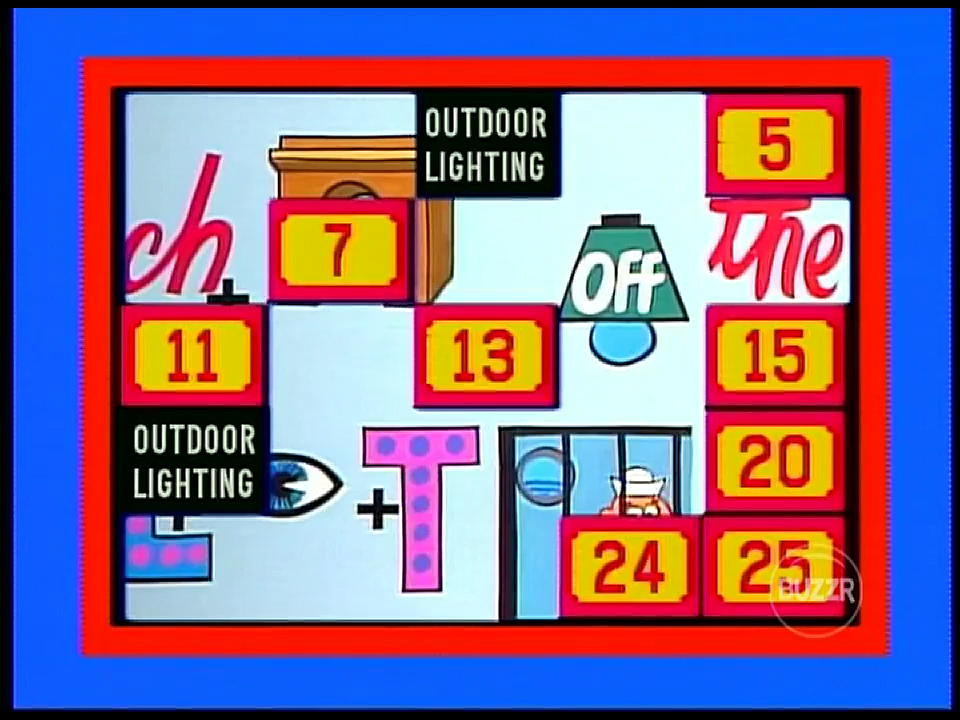 OUTDOOR
LIGHTING
5
ch
+
7
Off
The
11
13
15
OUTDOOR
LIGHTING
+
T
20
L
+
24
25
BUZZR